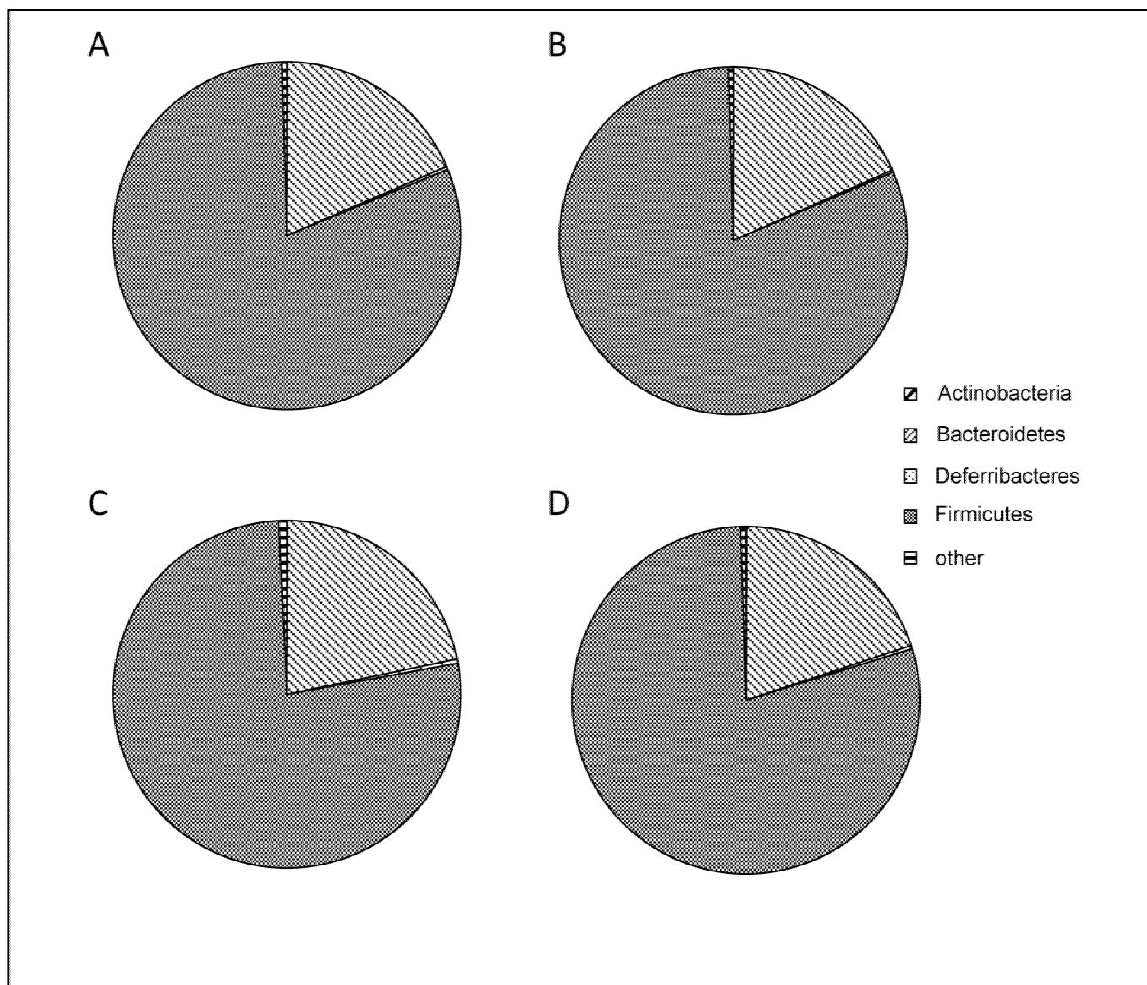 A
B
Actinobacteria
Bacteroidetes
Deferribacteres
Firmicutes
other
C
D